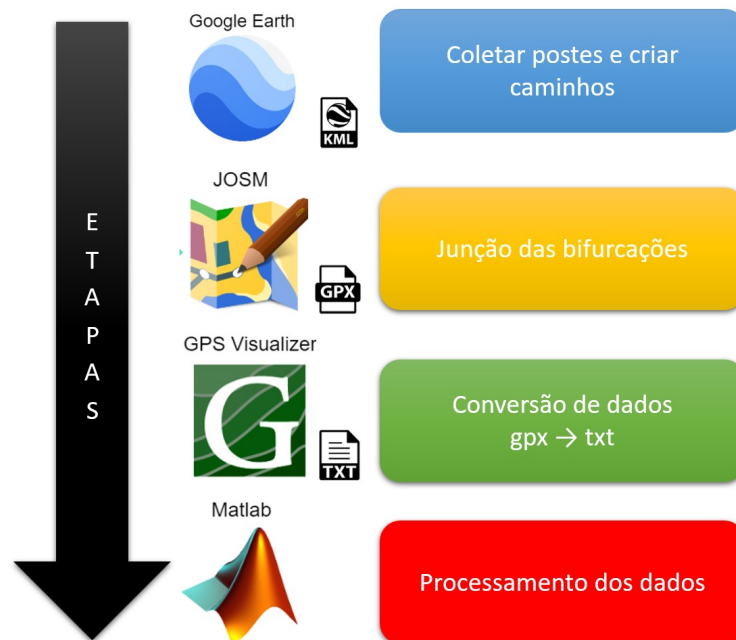 Google Earth
Coletar postes e criar
caminhos
KML
JOSM
Junção das bifurcações
GPX
E
T
A
P
A
S
GPS Visualizer
G
Conversão de dados
gpx → txt
TXT
Matlab
Processamento dos dados